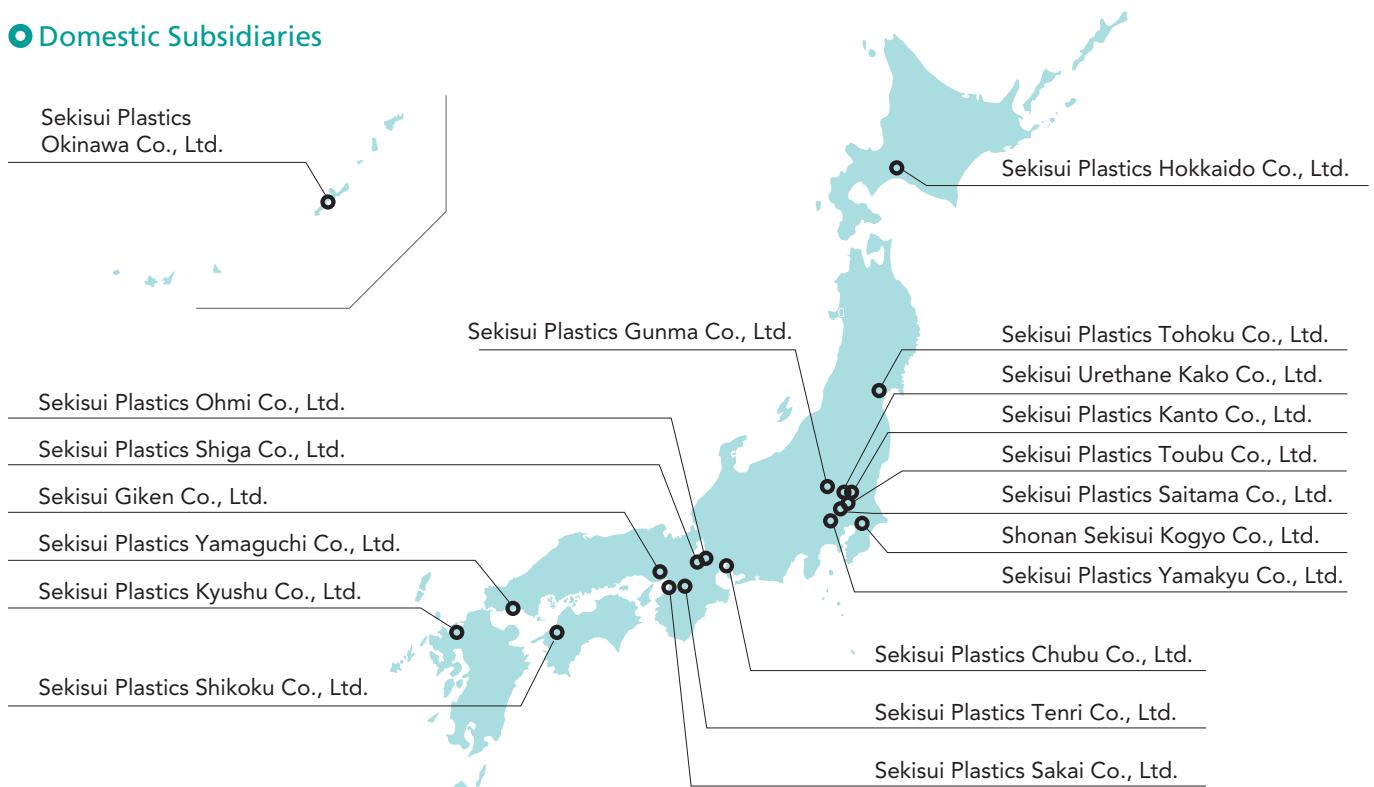 Domestic Subsidiaries
Sekisui Plastics
Okinawa Co., Ltd.
Sekisui Plastics Hokkaido Co., Ltd.
Sekisui Plastics Gunma Co., Ltd.
Sekisui Plastics Tohoku Co., Ltd.
Sekisui Urethane Kako Co., Ltd.
Sekisui Plastics Kanto Co., Ltd.
Sekisui Plastics Toubu Co., Ltd.
Sekisui Plastics Saitama Co., Ltd.
Shonan Sekisui Kogyo Co., Ltd.
Sekisui Plastics Yamakyu Co., Ltd.
Sekisui Plastics Ohmi Co., Ltd.
Sekisui Plastics Shiga Co., Ltd.
Sekisui Giken Co., Ltd.
Sekisui Plastics Yamaguchi Co., Ltd.
Sekisui Plastics Kyushu Co., Ltd.
Sekisui Plastics Shikoku Co., Ltd.
Sekisui Plastics Chubu Co., Ltd.
Sekisui Plastics Tenri Co., Ltd.
Sekisui Plastics Sakai Co., Ltd.